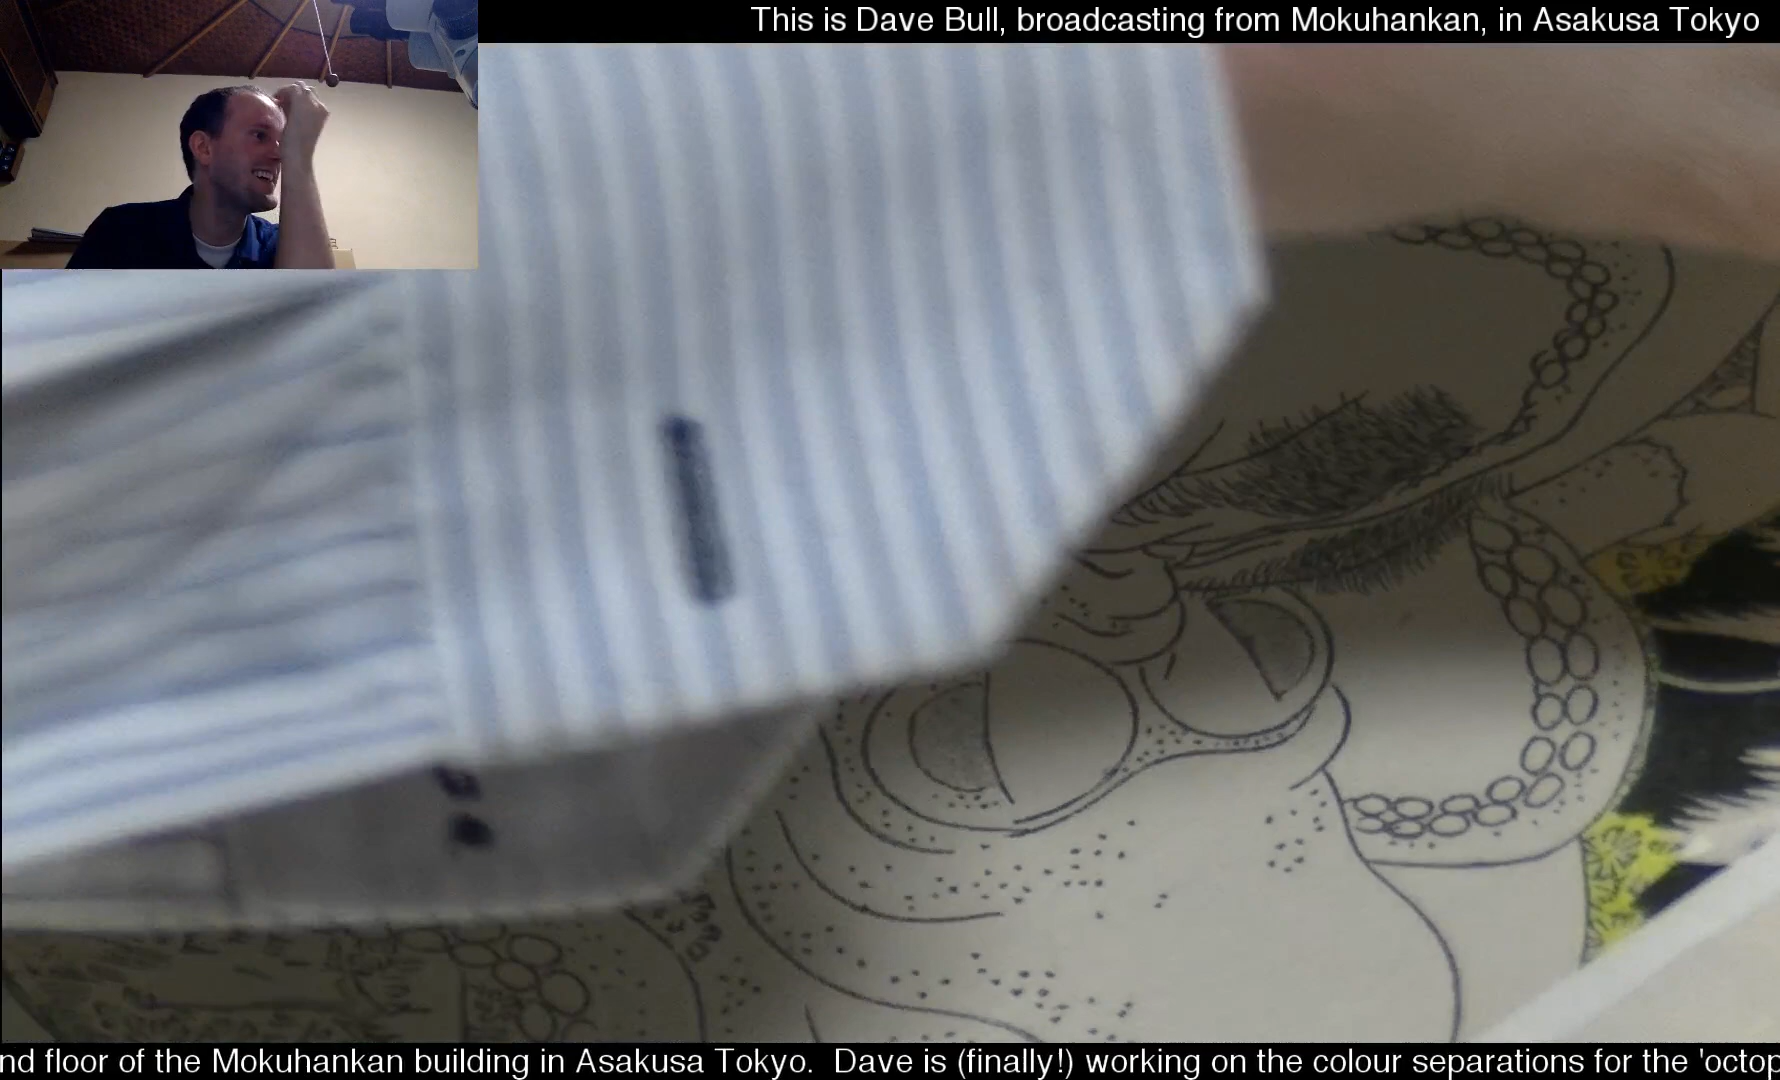 This is Dave Bull, broadcasting from Mokuhankan, in Asakusa Tokyo
nd floor of the Mokuhankan building in Asakusa Tokyo. Dave is (finally!) working on the colour separations for the 'octop